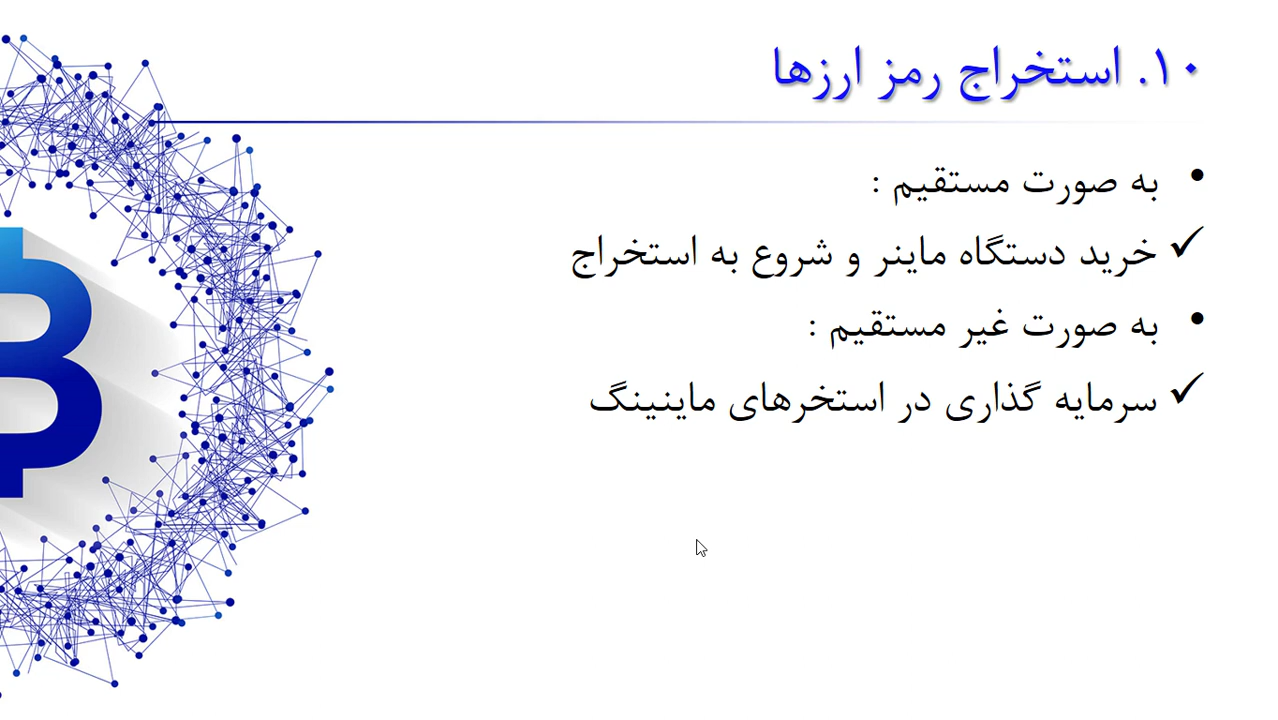 ۱۰. استخراج رمز ارزها
• به صورت مستقیم :
✓ خرید دستگاه ماینر و شروع به استخراج
• به صورت غیر مستقیم :
✓ سرمایه گذاری در استخرهای ماینینگ